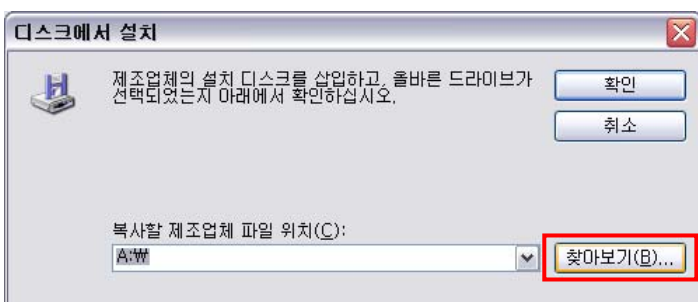 디스크에서 설치
제조업체의 설치 디스크를 삽입하고, 올바른 드라이브가
선택되었는지 아래에서 확인하십시오.
확인
취소
복사할 제조업체 파일 위치(C):
A:₩
찾아보기(B)...